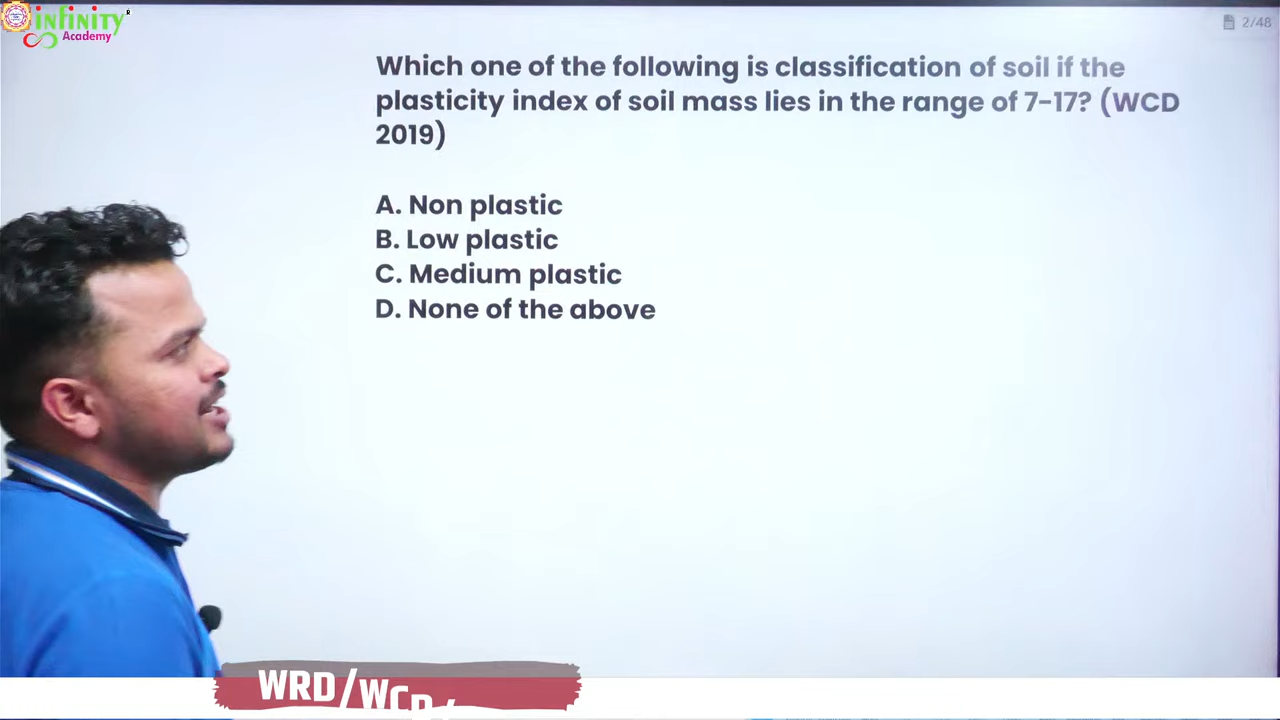 infinity
Academy
2/48
Which one of the following is classification of soil if the
plasticity index of soil mass lies in the range of 7-17? (WCD
2019)
A. Non plastic
B. Low plastic
C. Medium plastic
D. None of the above
WRD/WCD/